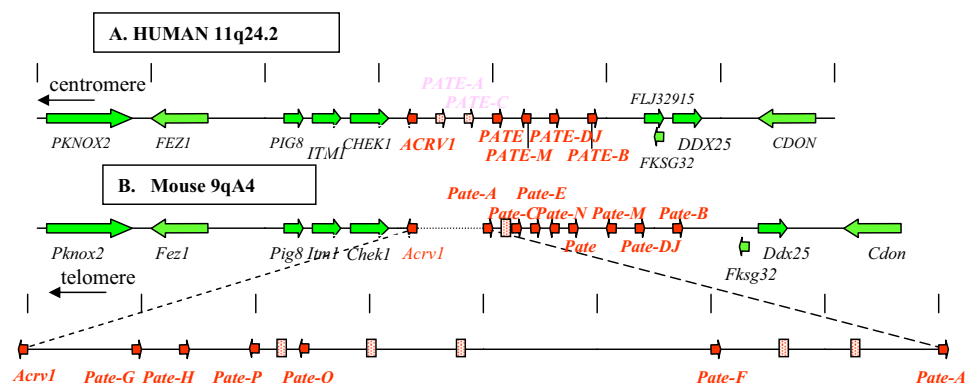 A. HUMAN 11q24.2
centromere
PATE-A
PATE-C
FLJ32915
PKNOX2 FEZ1 PIG8 ITM1 CHEK1 ACRV1 PATE PATE-DJ DDX25 CDON
PATE-M PATE-B FKSG32
B. Mouse 9qA4
Pate-A Pate-E
Pate-C Pate-N Pate-M Pate-B
Pknox2 Fez1 Pig8 Itm1 Chek1 Acrv1 Pate Pate-DJ Ddx25 Cdon
Fksg32
telomere
Acrv1 Pate-G Pate-H Pate-P Pate-O Pate-F Pate-A